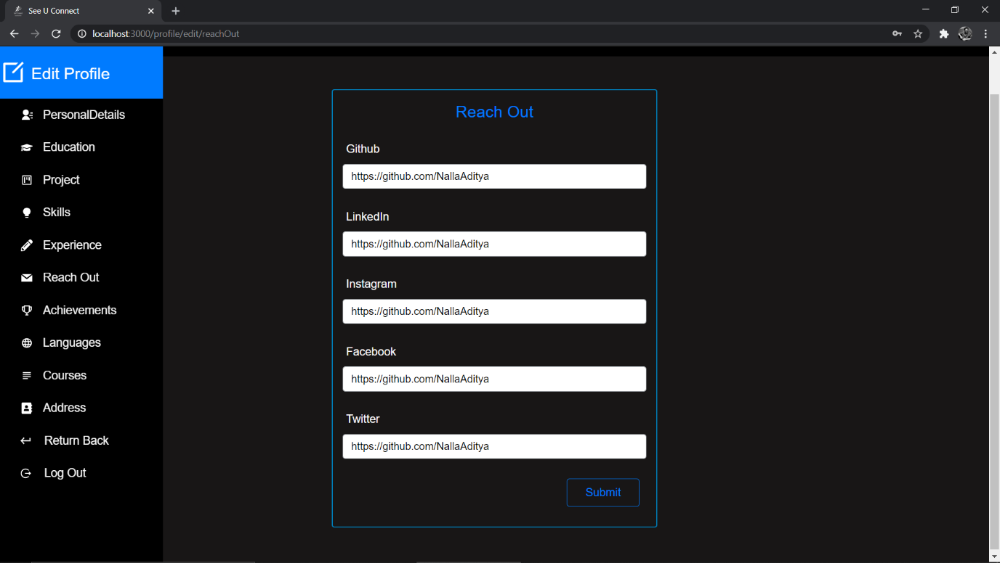 See U Connect
localhost:3000/profile/edit/reachOut
Edit Profile
PersonalDetails
Education
Project
Skills
Experience
Reach Out
Achievements
Languages
Courses
Address
Return Back
Log Out
Reach Out
Github
https://github.com/NallaAditya
LinkedIn
https://github.com/NallaAditya
Instagram
https://github.com/NallaAditya
Facebook
https://github.com/NallaAditya
Twitter
https://github.com/NallaAditya
Submit